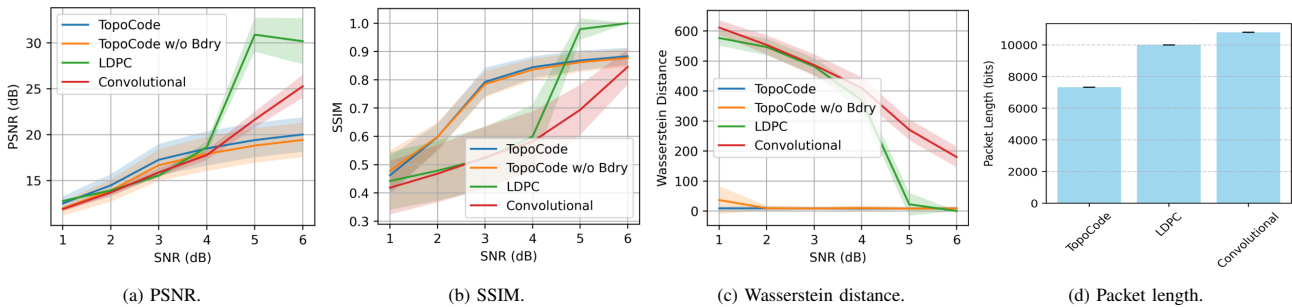 TopoCode
TopoCode w/o Bdry
LDPC
Convolutional
30
25
20
15
PSNR (dB)
1 2 3 4 5 6
SNR (dB)
(a) PSNR.
1.0
0.9
0.8
0.7
0.6
0.5
0.4
0.3
SSIM
TopoCode
TopoCode w/o Bdry
LDPC
Convolutional
1 2 3 4 5 6
SNR (dB)
(b) SSIM.
600
500
400
300
200
100
0
Wasserstein Distance
TopoCode
TopoCode w/o Bdry
LDPC
Convolutional
1 2 3 4 5 6
SNR (dB)
(c) Wasserstein distance.
10000
8000
6000
4000
2000
0
Packet Length (bits)
TopoCode
LDPC
Convolutional
(d) Packet length.